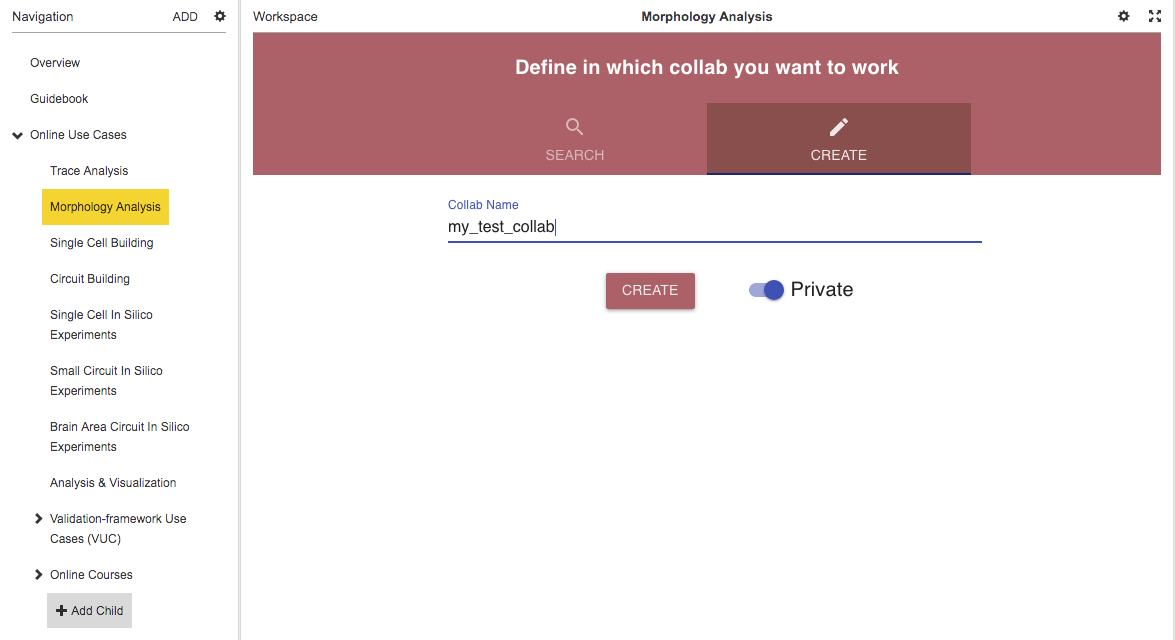 Navigation ADD
Overview
Guidebook
Online Use Cases
Trace Analysis
Morphology Analysis
Single Cell Building
Circuit Building
Single Cell In Silico
Experiments
Small Circuit In Silico
Experiments
Brain Area Circuit In Silico
Experiments
Analysis & Visualization
Validation-framework Use
Cases (VUC)
Online Courses
Add Child
Workspace
Morphology Analysis
Define in which collab you want to work
SEARCH
CREATE
Collab Name
my_test_collab
CREATE
Private